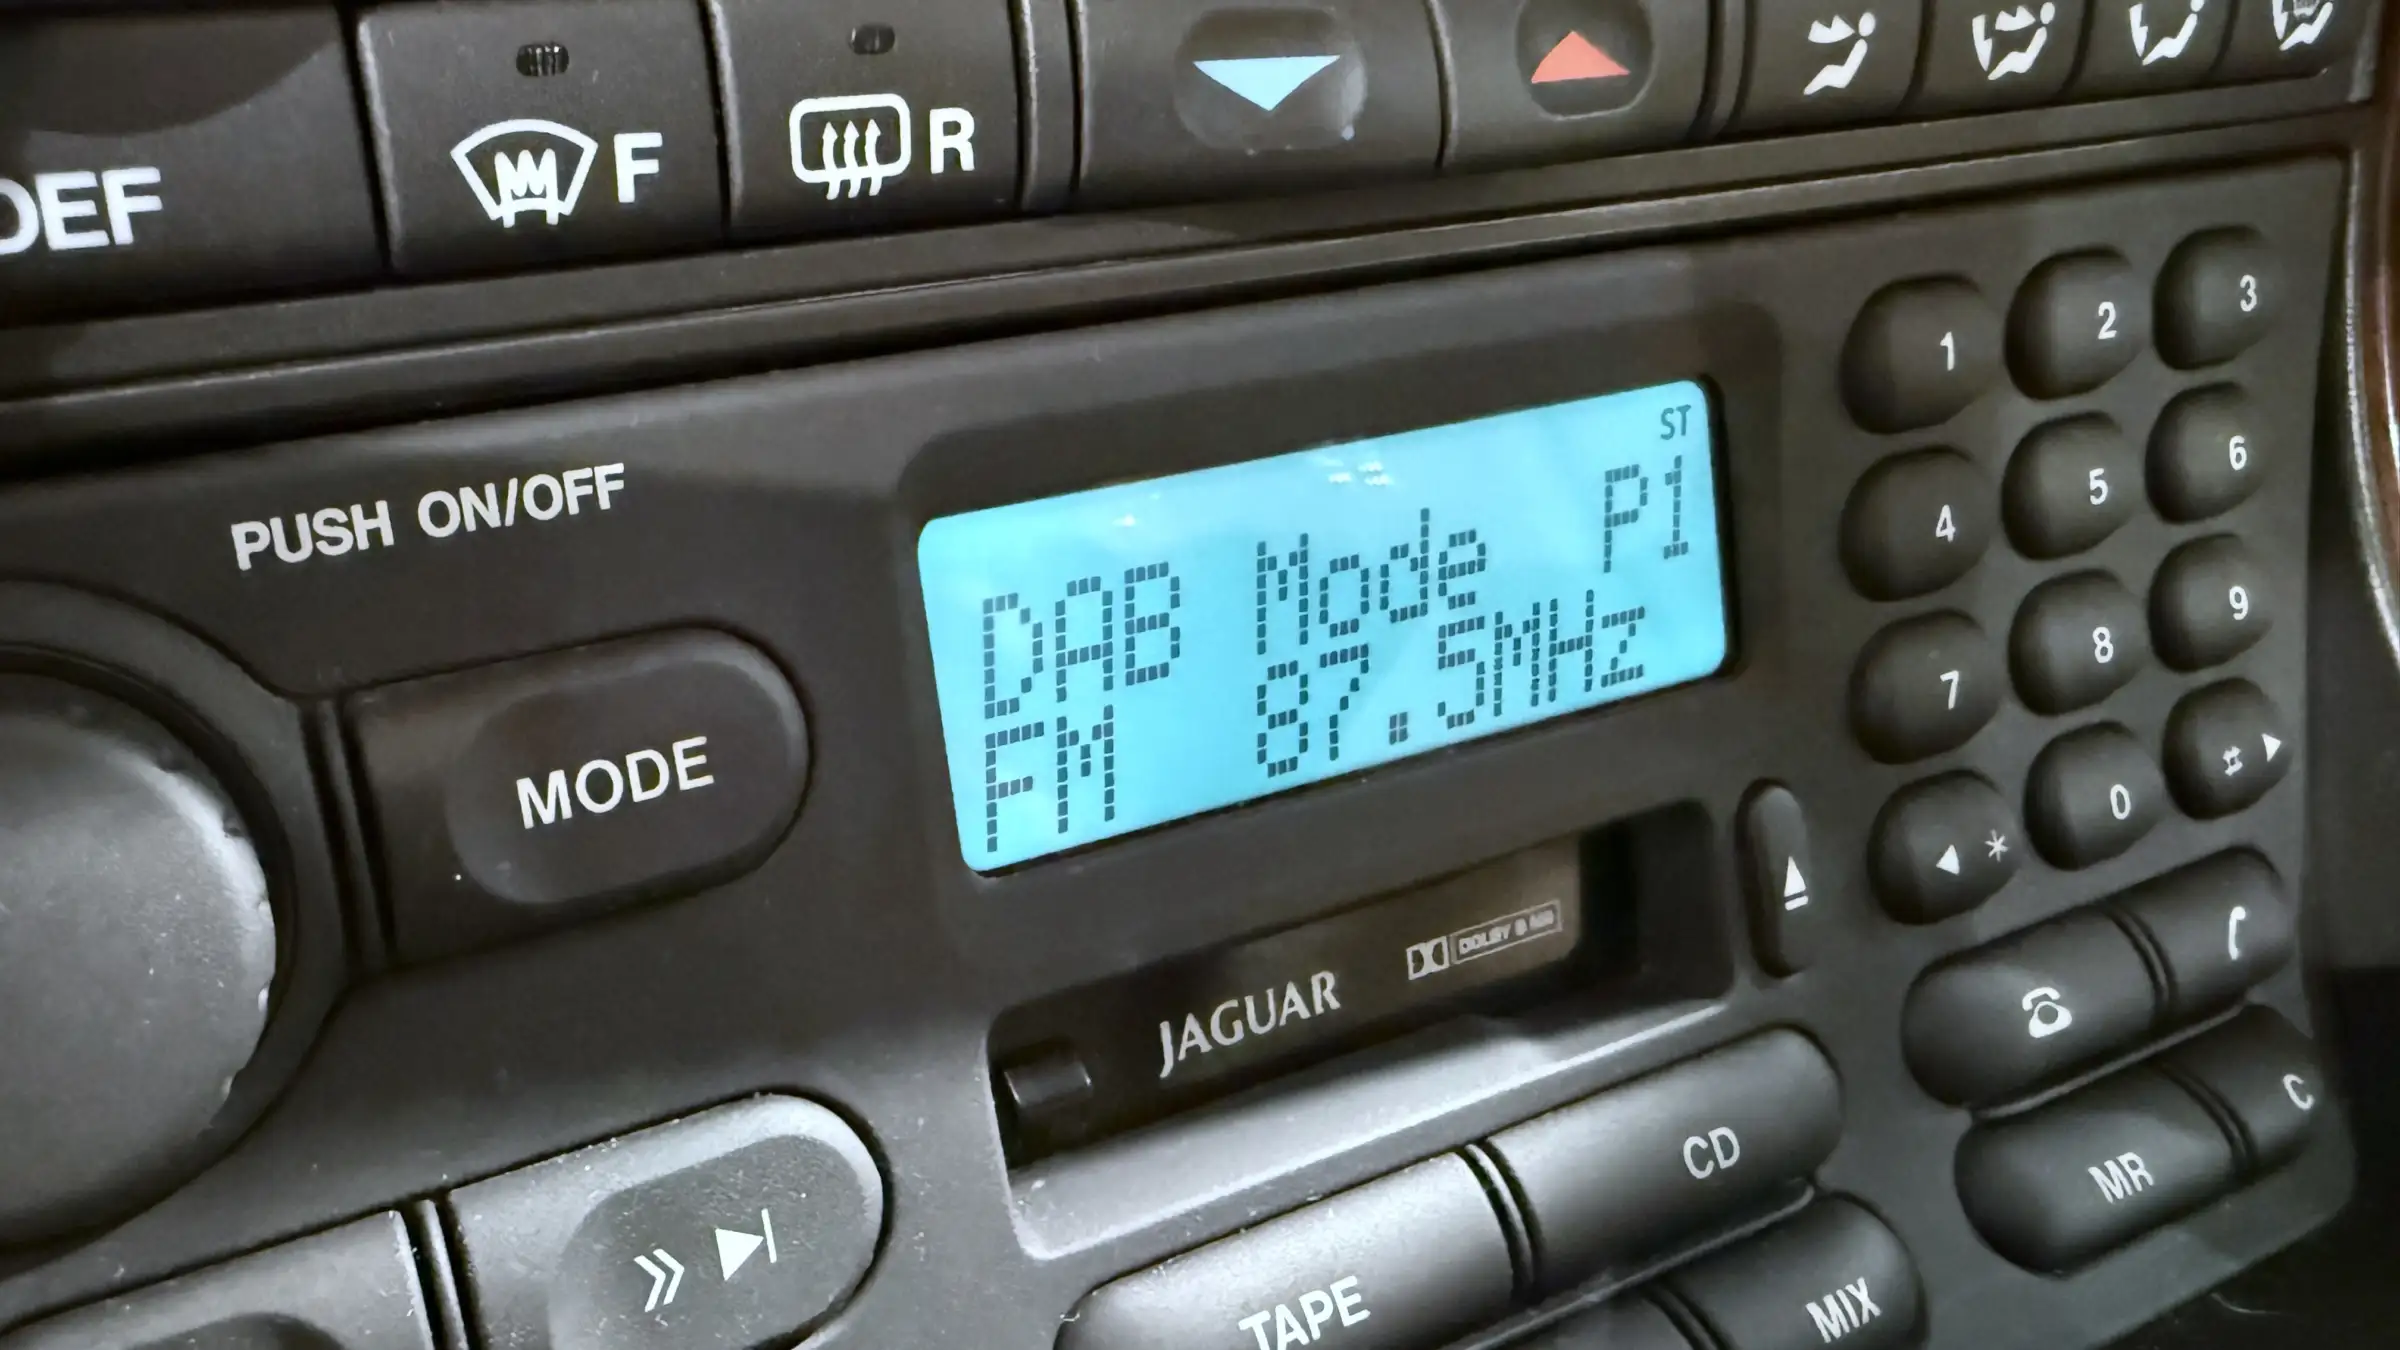 DEF
F
R
PUSH ON/OFF
MODE
ST
DAB Mode P1
FM 87.5MHz
JAGUAR
DOLBY B NR
1 2 3
4 5 6
7 8 9
* 0 #
CD
TAPE
MR
C
MIX